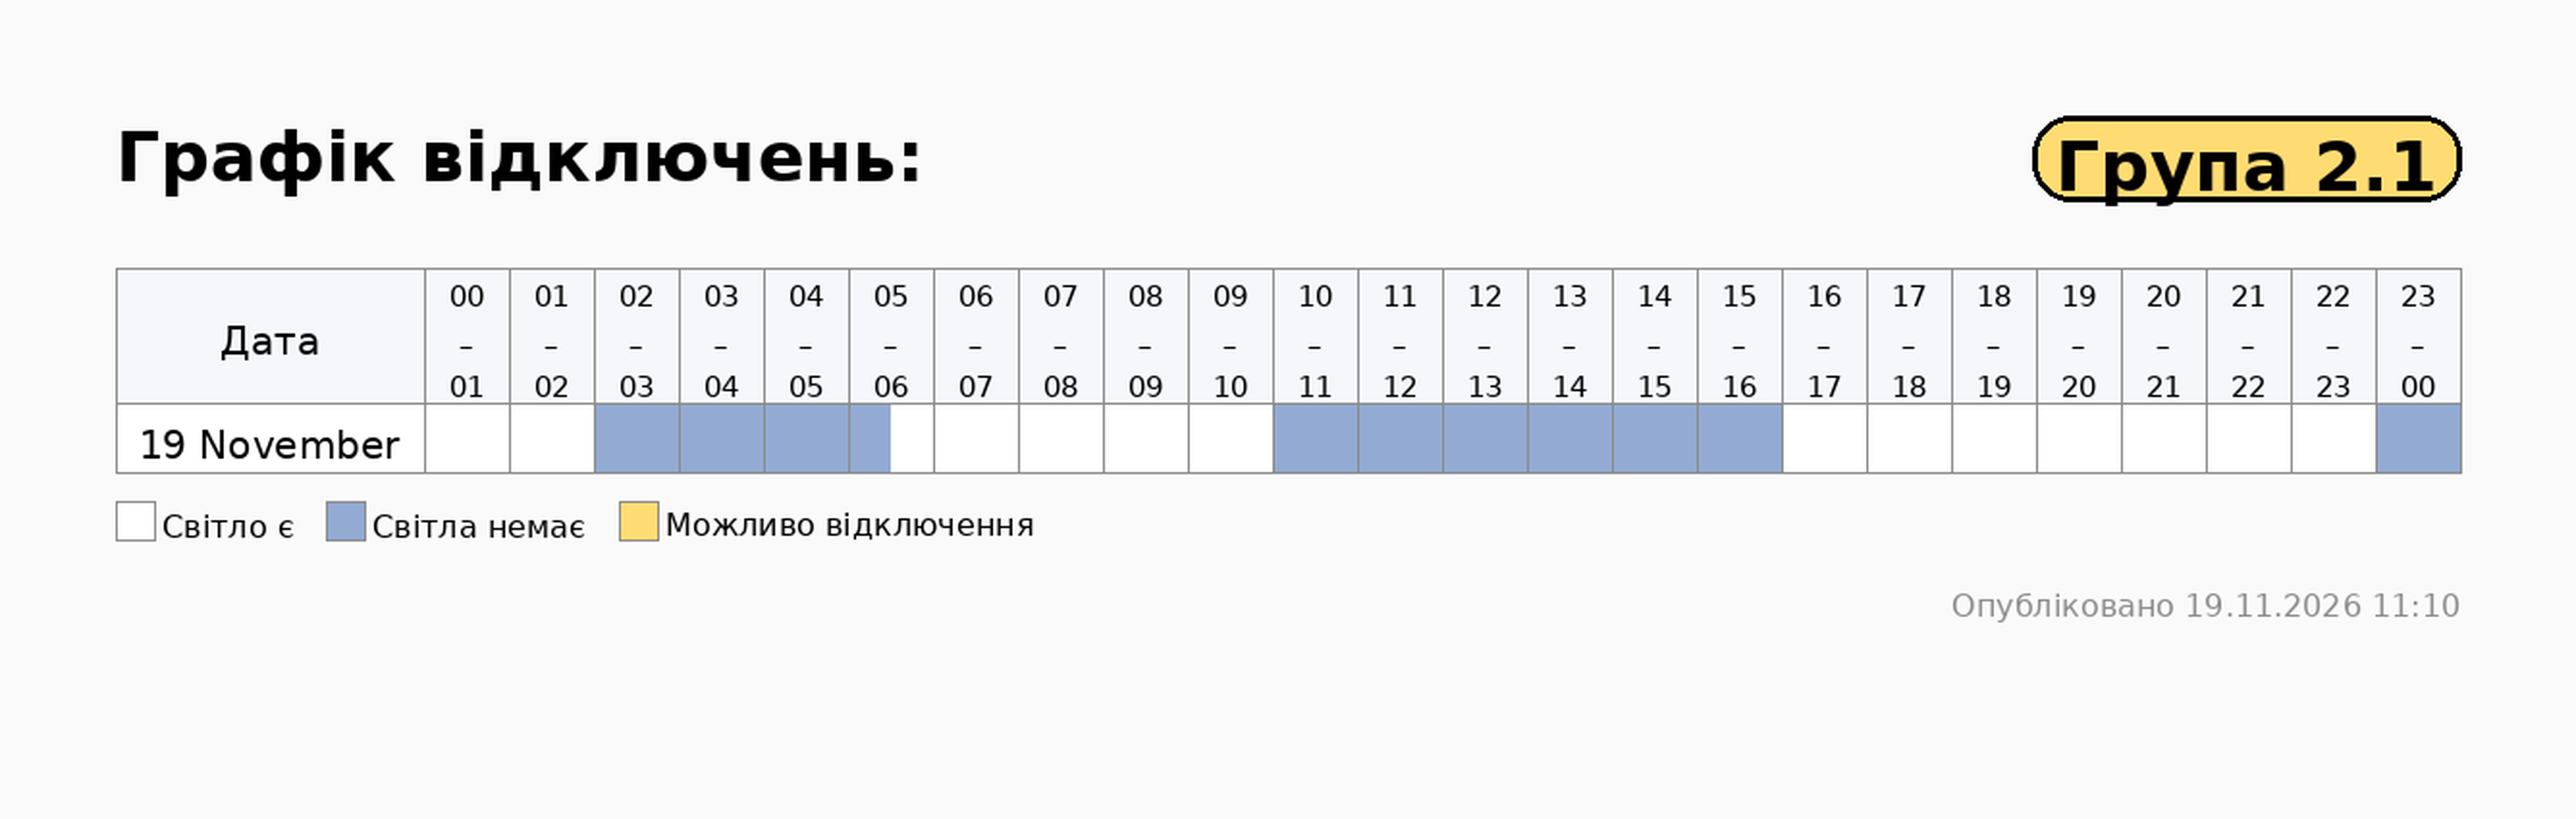 Графік відключень:
Група 2.1
Дата
00 – 01
01 – 02
02 – 03
03 – 04
04 – 05
05 – 06
06 – 07
07 – 08
08 – 09
09 – 10
10 – 11
11 – 12
12 – 13
13 – 14
14 – 15
15 – 16
16 – 17
17 – 18
18 – 19
19 – 20
20 – 21
21 – 22
22 – 23
23 – 00
19 November
Світло є
Світла немає
Можливо відключення
Опубліковано 19.11.2026 11:10